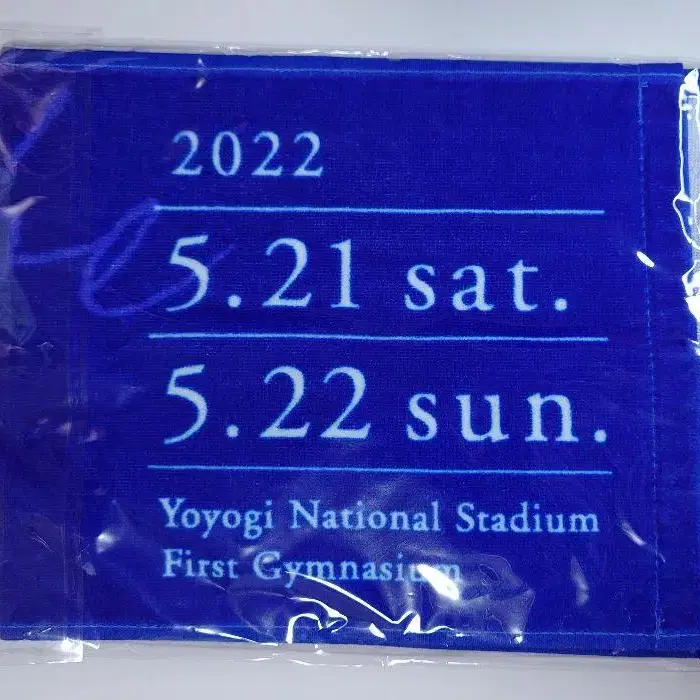 2022
5.21 sat.
5.22 sun.
Yoyogi National Stadium
First Gymnasium